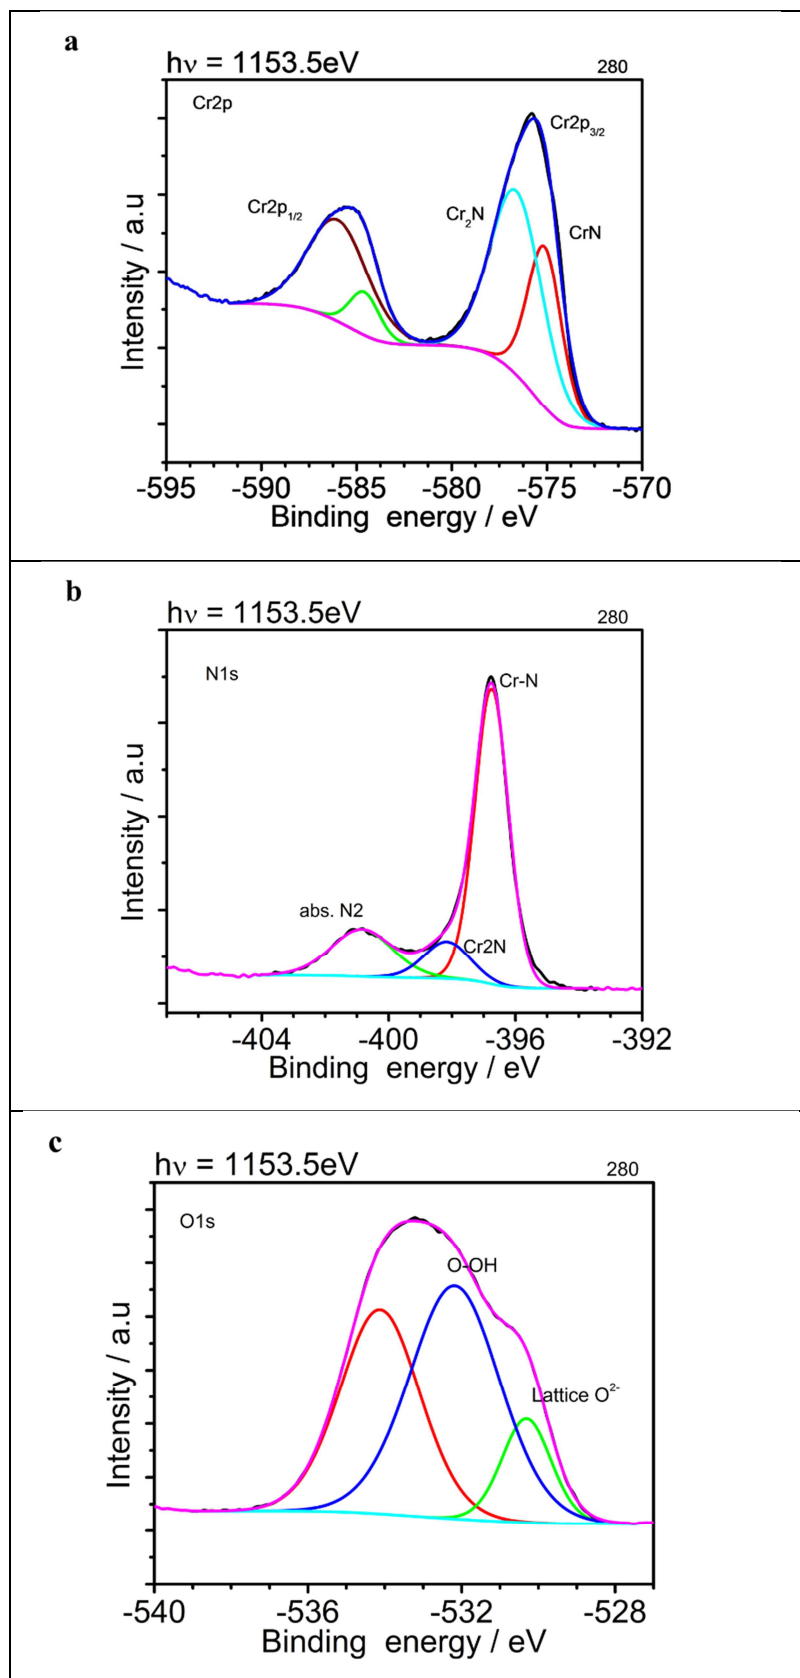 a
hν = 1153.5eV
280
Cr2p
Cr2p3/2
Cr2p1/2
Cr2N
CrN
Intensity / a.u
-595 -590 -585 -580 -575 -570
Binding energy / eV
b
hν = 1153.5eV
280
N1s
Cr-N
Intensity / a.u
abs. N2
Cr2N
-404 -400 -396 -392
Binding energy / eV
c
hν = 1153.5eV
280
O1s
O-OH
Lattice O2-
Intensity / a.u
-540 -536 -532 -528
Binding energy / eV